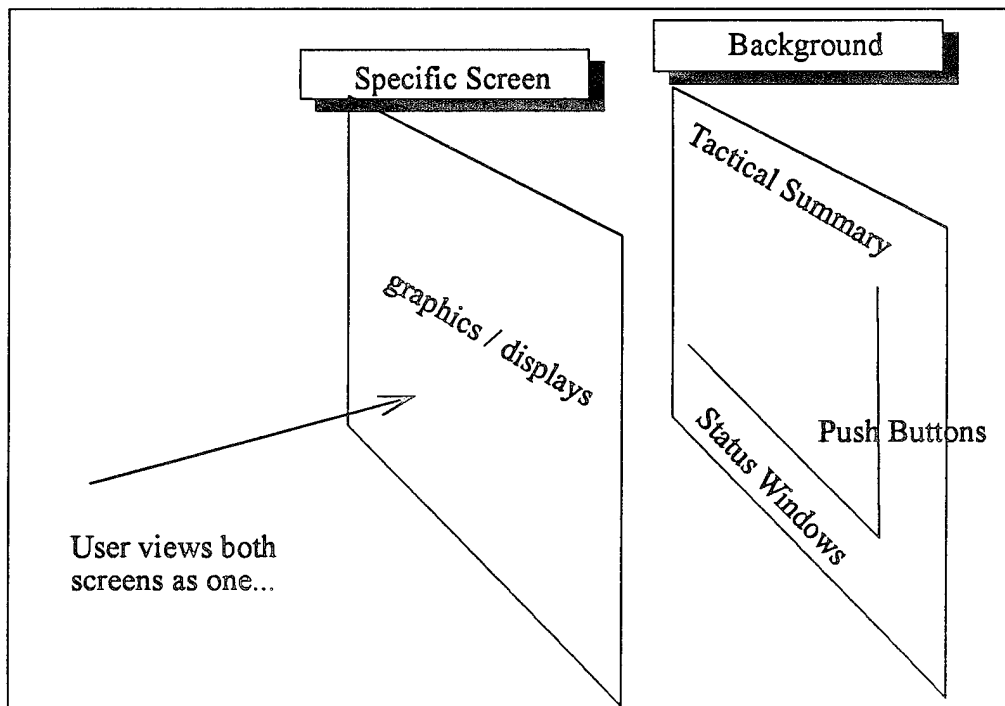 Specific Screen
Background
Tactical Summary
graphics / displays
Push Buttons
Status Windows
User views both
screens as one...